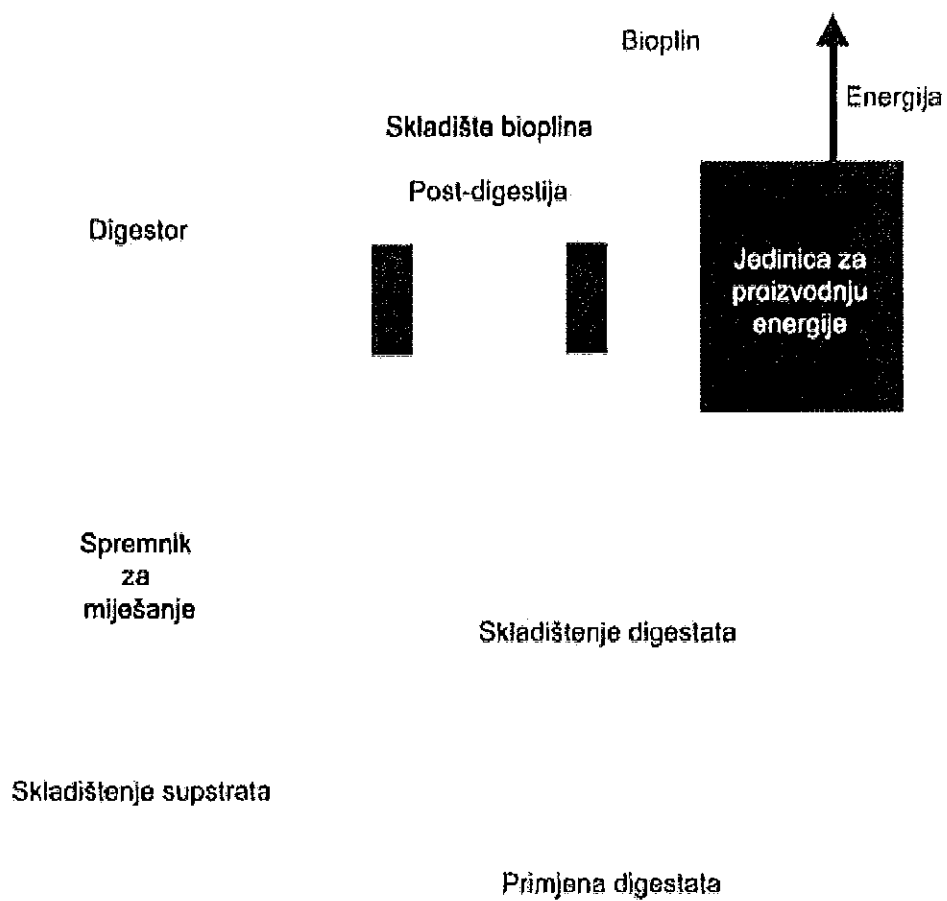 Bioplin
Energija
Skladište bioplina
Post-digestija
Digestor
Jedinica za
proizvodnju
energije
Spremnik
za
miješanje
Skladištenje digestata
Skladištenje supstrata
Primjena digestata